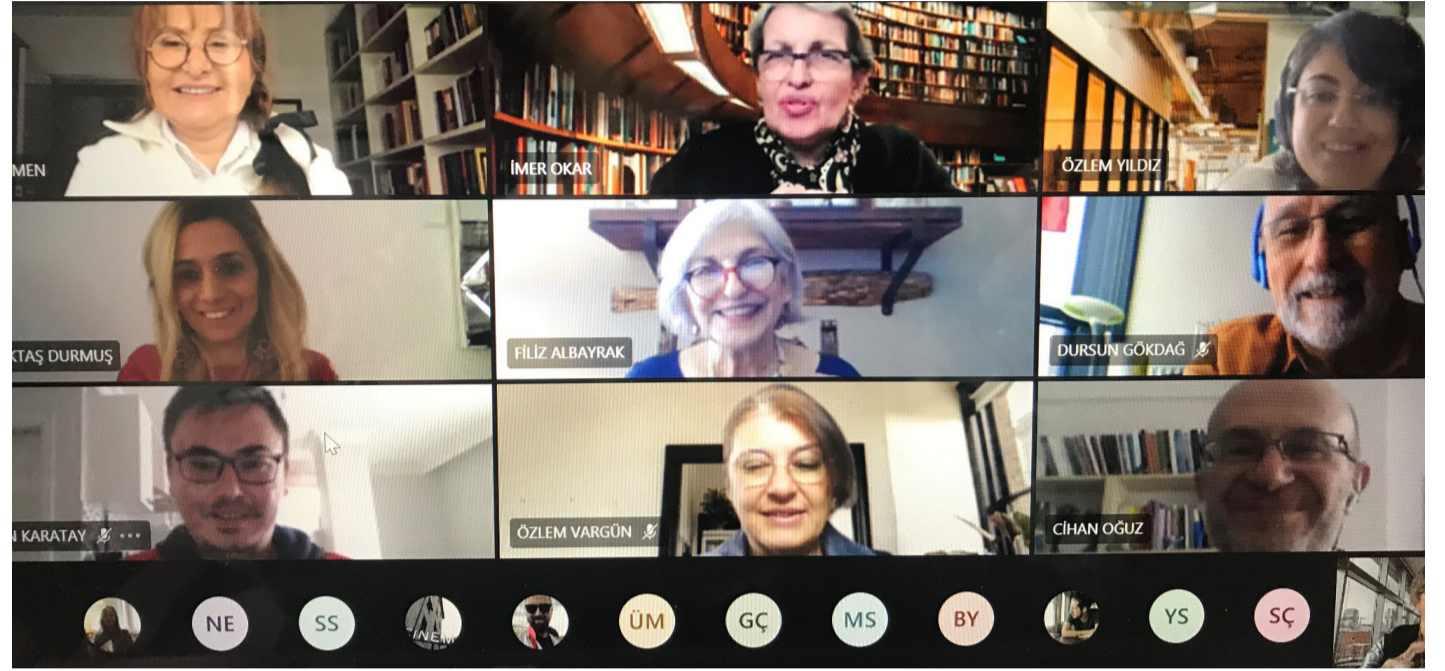 MEN
İMER OKAR
ÖZLEM YILDIZ
KTAŞ DURMUŞ
FİLİZ ALBAYRAK
DURSUN GÖKDAĞ
N KARATAY
ÖZLEM VARGÜN
CİHAN OĞUZ
NE
SS
İNEM
ÜM
GÇ
MS
BY
YS
SÇ